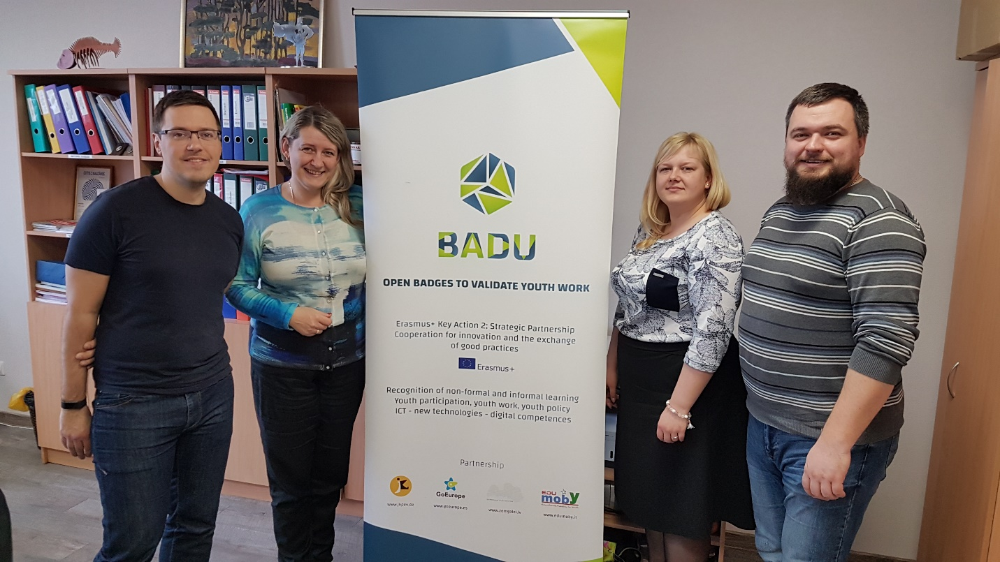 BADU
OPEN BADGES TO VALIDATE YOUTH WORK
Erasmus+ Key Action 2: Strategic Partnership
Cooperation for innovation and the exchange
of good practices
Erasmus+
Recognition of non-formal and informal learning
Youth participation, youth work, youth policy
ICT - new technologies - digital competences
Partnership
jk
GoEurope
EDU
moby
www.jkpev.de
www.goeurope.es
www.zemgalei.lv
www.edumoby.it